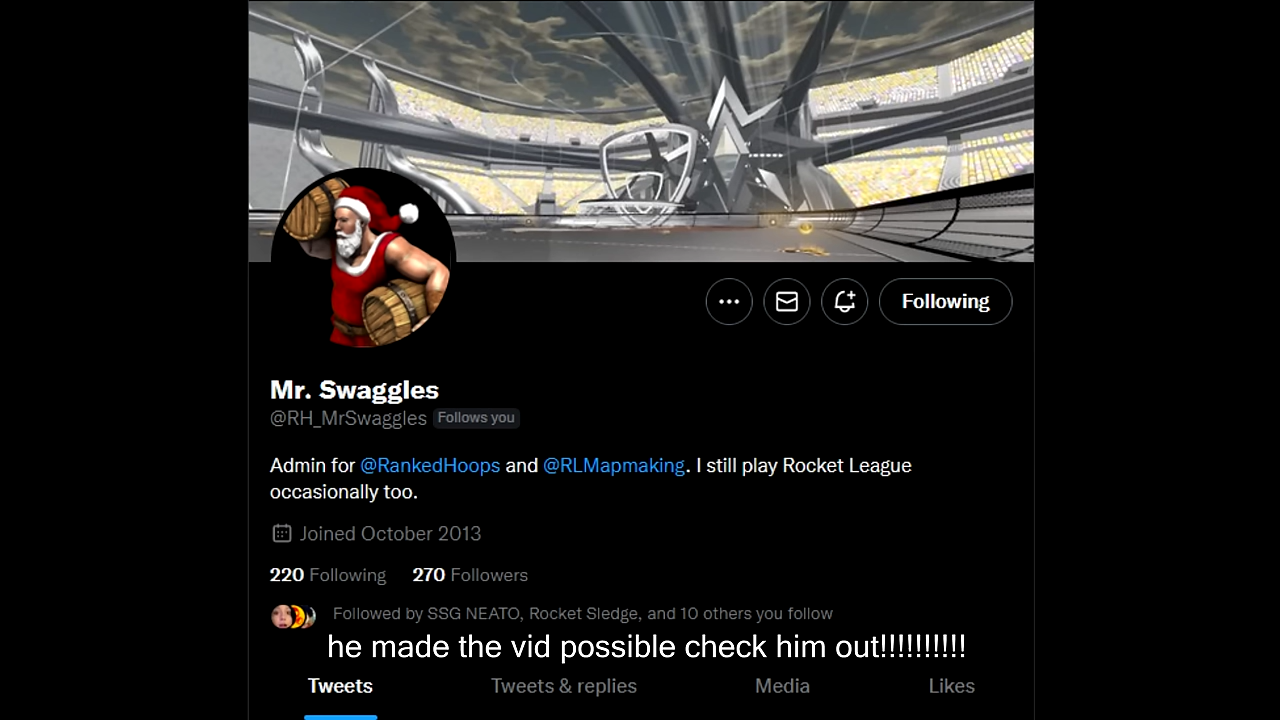 Following
Mr. Swaggles
@RH_MrSwaggles Follows you
Admin for @RankedHoops and @RLMapmaking. I still play Rocket League
occasionally too.
Joined October 2013
220 Following 270 Followers
Followed by SSG NEATO, Rocket Sledge, and 10 others you follow
he made the vid possible check him out!!!!!!!!!!
Tweets Tweets & replies Media Likes